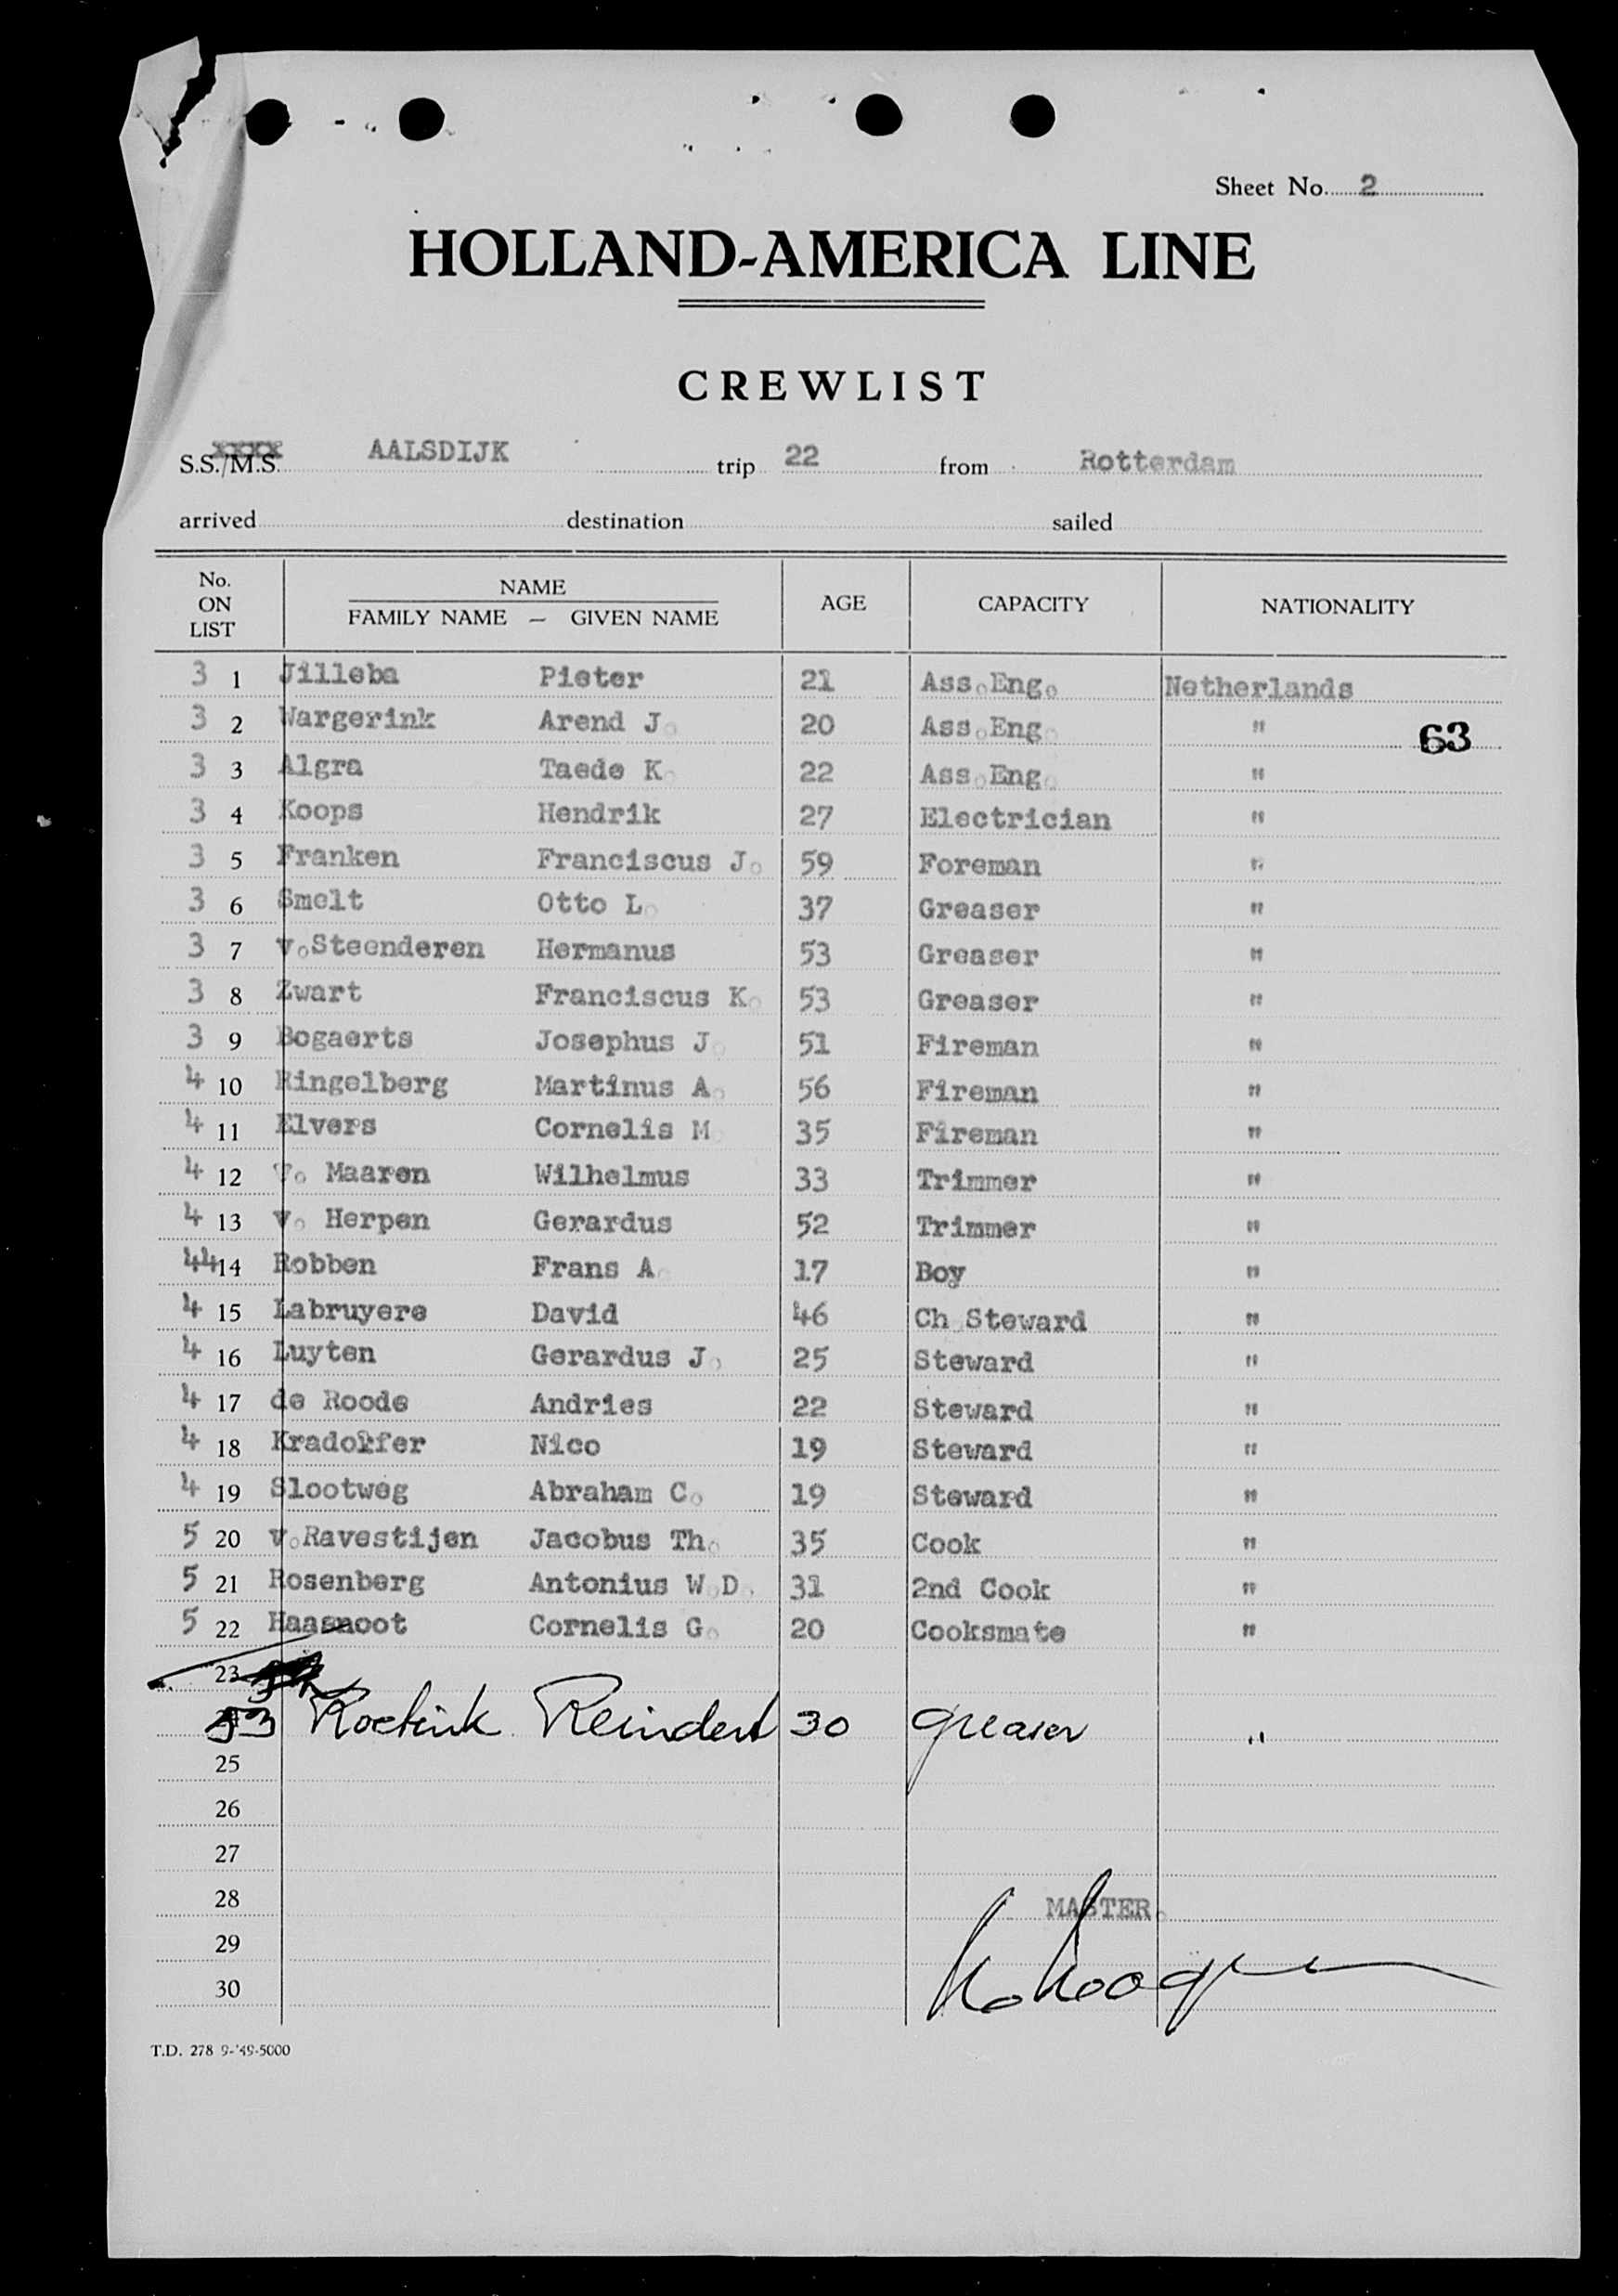 Sheet No. 2
HOLLAND-AMERICA LINE
CREWLIST
S.S./M.S. AALSDIJK trip 22 from Rotterdam
arrived destination sailed
No. ON LIST NAME FAMILY NAME — GIVEN NAME AGE CAPACITY NATIONALITY
3 1 Jilleba Pieter 21 Ass.Eng. Netherlands
3 2 Wargerink Arend J. 20 Ass.Eng. " 63
3 3 Algra Taede K. 22 Ass.Eng. "
3 4 Koops Hendrik 27 Electrician "
3 5 Franken Franciscus J. 59 Foreman "
3 6 Smelt Otto L. 37 Greaser "
3 7 v.Steenderen Hermanus 53 Greaser "
3 8 Zwart Franciscus K. 53 Greaser "
3 9 Bogaerts Josephus J. 51 Fireman "
4 10 Ringelberg Martinus A. 56 Fireman "
4 11 Elvers Cornelis M. 35 Fireman "
4 12 v. Maaren Wilhelmus 33 Trimmer "
4 13 v. Herpen Gerardus 52 Trimmer "
44 14 Robben Frans A. 17 Boy "
4 15 Labruyere David 46 Ch.Steward "
4 16 Luyten Gerardus J. 25 Steward "
4 17 de Roode Andries 22 Steward "
4 18 Kradolfer Nico 19 Steward "
4 19 Slootweg Abraham C. 19 Steward "
5 20 v.Ravestijen Jacobus Th. 35 Cook "
5 21 Rosenberg Antonius W.D. 31 2nd Cook "
5 22 Haasnoot Cornelis G. 20 Cooksmate "
23
53 Roetink Reindert 30 greaser "
25
26
27
28 MASTER.
29
30
T.D. 278 9-'49-5000